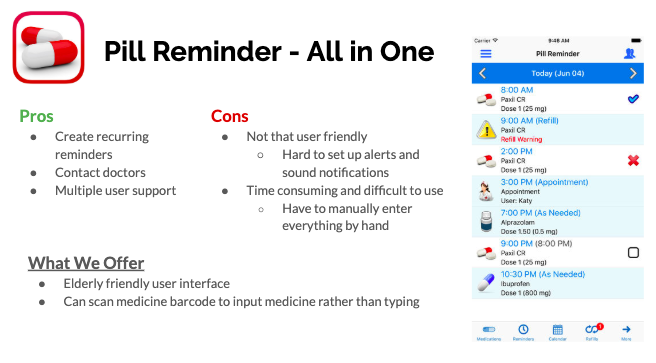 Pill Reminder - All in One
Pros
● Create recurring
reminders
● Contact doctors
● Multiple user support
Cons
● Not that user friendly
○ Hard to set up alerts and
sound notifications
● Time consuming and difficult to use
○ Have to manually enter
everything by hand
What We Offer
● Elderly friendly user interface
● Can scan medicine barcode to input medicine rather than typing
Carrier 9:48 AM
Pill Reminder
Today (Jun 04)
8:00 AM
Paxil CR
Dose 1 (25 mg)
9:00 AM (Refill)
Paxil CR
Refill Warning
2:00 PM
Paxil CR
Dose 1 (25 mg)
3:00 PM (Appointment)
Appointment
User: Katy
7:00 PM (As Needed)
Alprazolam
Dose 1.50 (0.5 mg)
9:00 PM (8:00 PM)
Paxil CR
Dose 1 (25 mg)
10:30 PM (As Needed)
Ibuprofen
Dose 1 (800 mg)
1
Medications Reminders Calendar Refills More